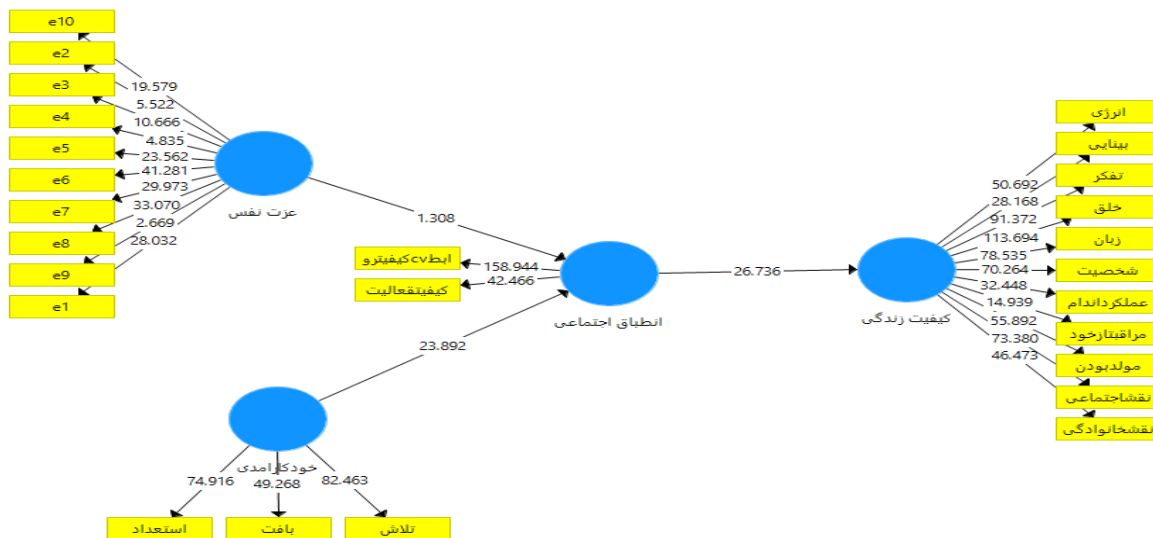 e10
e2
e3
e4
e5
e6
e7
e8
e9
e1
19.579
5.522
10.666
4.835
23.562
41.281
29.973
33.070
2.669
28.032
عزت نفس
1.308
ابطcvکیفیترو
کیفیتقعالیت
158.944
42.466
انطباق اجتماعی
26.736
23.892
خودکارامدی
74.916
49.268
82.463
استعداد
بافت
تلاش
کیفیت زندگی
50.692
28.168
91.372
113.694
78.535
70.264
32.448
14.939
55.892
73.380
46.473
انرژی
بینایی
تفکر
خلق
زبان
شخصیت
عملکرداندام
مراقبتازخود
مولدبودن
نقشاجتماعی
نقشخانوادگی